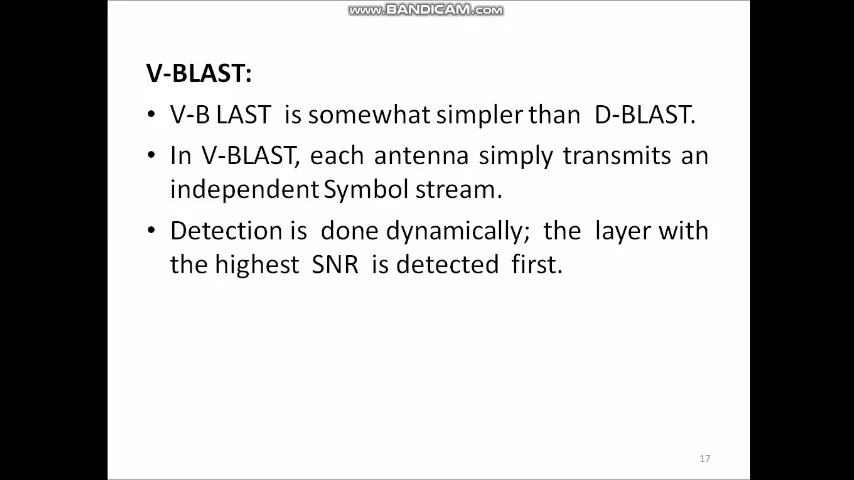 www.BANDICAM.com
V-BLAST:
• V-B LAST is somewhat simpler than D-BLAST.
• In V-BLAST, each antenna simply transmits an
independent Symbol stream.
• Detection is done dynamically; the layer with
the highest SNR is detected first.
17